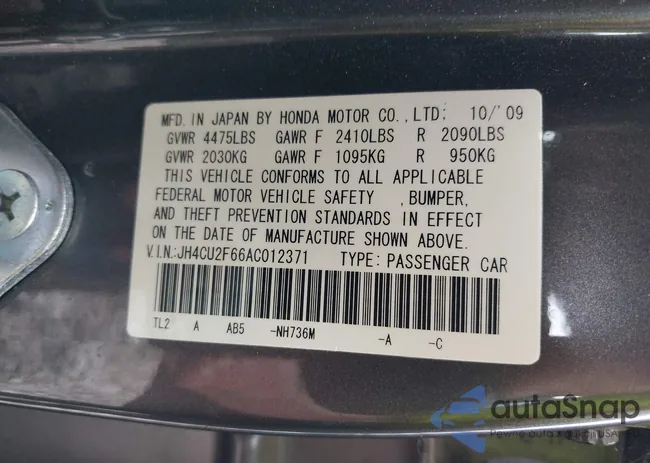 MFD. IN JAPAN BY HONDA MOTOR CO., LTD: 10/'09
GVWR 4475LBS GAWR F 2410LBS R 2090LBS
GVWR 2030KG GAWR F 1095KG R 950KG
THIS VEHICLE CONFORMS TO ALL APPLICABLE
FEDERAL MOTOR VEHICLE SAFETY , BUMPER,
AND THEFT PREVENTION STANDARDS IN EFFECT
ON THE DATE OF MANUFACTURE SHOWN ABOVE.
V.I.N.:JH4CU2F66AC012371 TYPE: PASSENGER CAR
TL2 A AB5 -NH736M -A -C
autoSnap